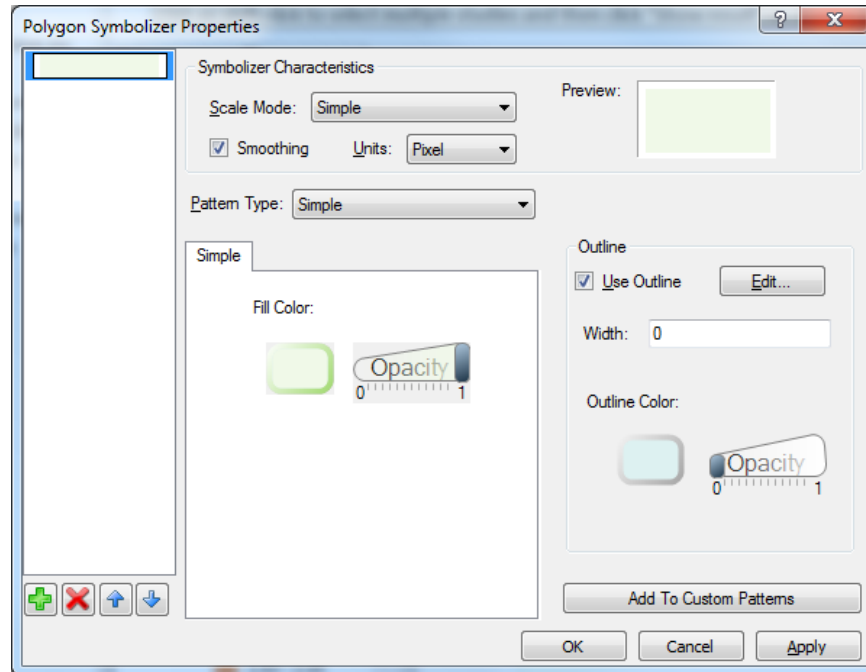 Polygon Symbolizer Properties
?
Symbolizer Characteristics
Scale Mode: Simple
Preview:
Smoothing Units: Pixel
Pattern Type: Simple
Simple
Outline
Use Outline Edit...
Fill Color:
Width: 0
Opacity
0 1
Outline Color:
Opacity
0 1
Add To Custom Patterns
OK Cancel Apply